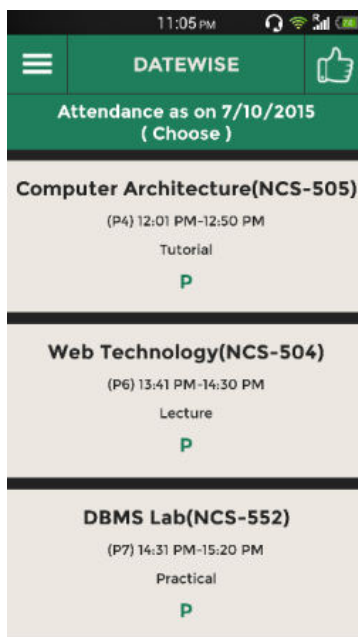 11:05 PM
DATEWISE
Attendance as on 7/10/2015
( Choose )
Computer Architecture(NCS-505)
(P4) 12:01 PM-12:50 PM
Tutorial
P
Web Technology(NCS-504)
(P6) 13:41 PM-14:30 PM
Lecture
P
DBMS Lab(NCS-552)
(P7) 14:31 PM-15:20 PM
Practical
P